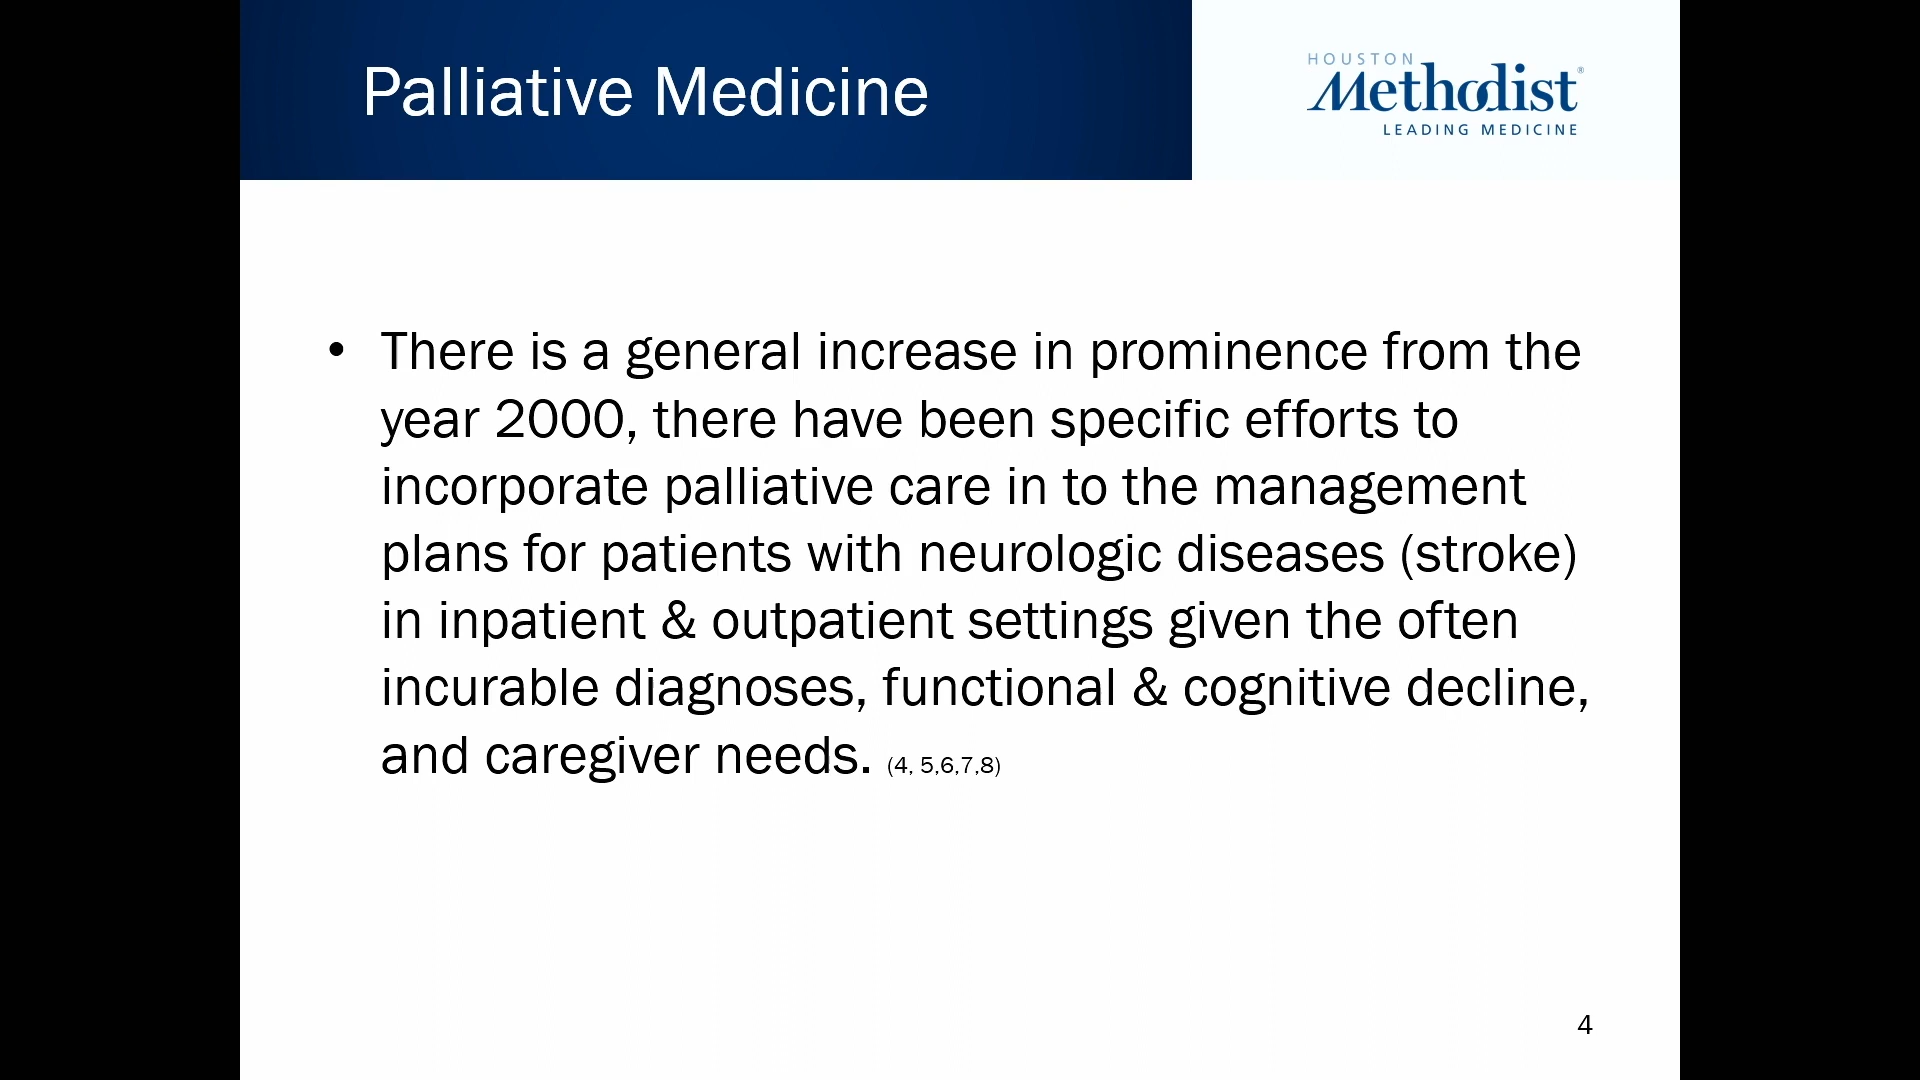 Palliative Medicine
HOUSTON
Methodist®
LEADING MEDICINE
• There is a general increase in prominence from the
year 2000, there have been specific efforts to
incorporate palliative care in to the management
plans for patients with neurologic diseases (stroke)
in inpatient & outpatient settings given the often
incurable diagnoses, functional & cognitive decline,
and caregiver needs. (4, 5,6,7,8)
4